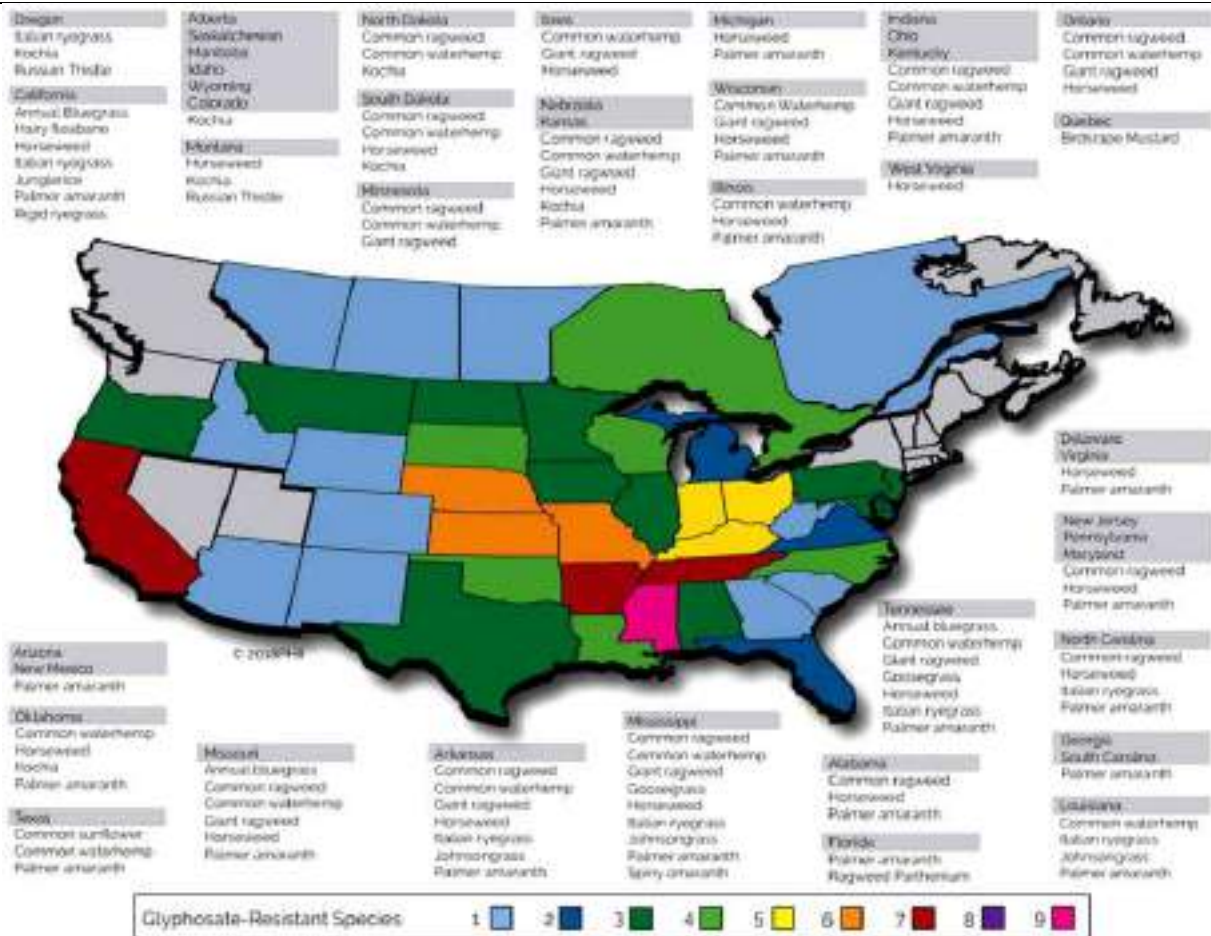 Oregon
Italian ryegrass
Kochia
Russian Thistle
California
Annual Bluegrass
Hairy fleabane
Horseweed
Italian ryegrass
Junglerice
Palmer amaranth
Rigid ryegrass
Alberta
Saskatchewan
Manitoba
Idaho
Wyoming
Colorado
Kochia
Montana
Horseweed
Kochia
Russian Thistle
North Dakota
Common ragweed
Common waterhemp
Kochia
South Dakota
Common ragweed
Common waterhemp
Horseweed
Kochia
Minnesota
Common ragweed
Common waterhemp
Giant ragweed
Iowa
Common waterhemp
Giant ragweed
Horseweed
Nebraska
Kansas
Common ragweed
Common waterhemp
Giant ragweed
Horseweed
Kochia
Palmer amaranth
Michigan
Horseweed
Palmer amaranth
Wisconsin
Common Waterhemp
Giant ragweed
Horseweed
Palmer amaranth
Illinois
Common waterhemp
Horseweed
Palmer amaranth
Indiana
Ohio
Kentucky
Common ragweed
Common waterhemp
Giant ragweed
Horseweed
Palmer amaranth
West Virginia
Horseweed
Ontario
Common ragweed
Common waterhemp
Giant ragweed
Horseweed
Quebec
Birdsrape Mustard
Delaware
Virginia
Horseweed
Palmer amaranth
New Jersey
Pennsylvania
Maryland
Common ragweed
Horseweed
Palmer amaranth
North Carolina
Common ragweed
Horseweed
Italian ryegrass
Palmer amaranth
Georgia
South Carolina
Palmer amaranth
Louisiana
Common waterhemp
Italian ryegrass
Johnsongrass
Palmer amaranth
Tennessee
Annual bluegrass
Common waterhemp
Giant ragweed
Goosegrass
Horseweed
Italian ryegrass
Palmer amaranth
© 2018
Arizona
New Mexico
Palmer amaranth
Oklahoma
Common waterhemp
Horseweed
Kochia
Palmer amaranth
Texas
Common sunflower
Common waterhemp
Palmer amaranth
Missouri
Annual bluegrass
Common ragweed
Common waterhemp
Giant ragweed
Horseweed
Palmer amaranth
Arkansas
Common ragweed
Common waterhemp
Giant ragweed
Horseweed
Italian ryegrass
Johnsongrass
Palmer amaranth
Mississippi
Common ragweed
Common waterhemp
Giant ragweed
Goosegrass
Horseweed
Italian ryegrass
Johnsongrass
Palmer amaranth
Spiny amaranth
Alabama
Common ragweed
Horseweed
Palmer amaranth
Florida
Palmer amaranth
Ragweed Parthenium
Glyphosate-Resistant Species 1 2 3 4 5 6 7 8 9